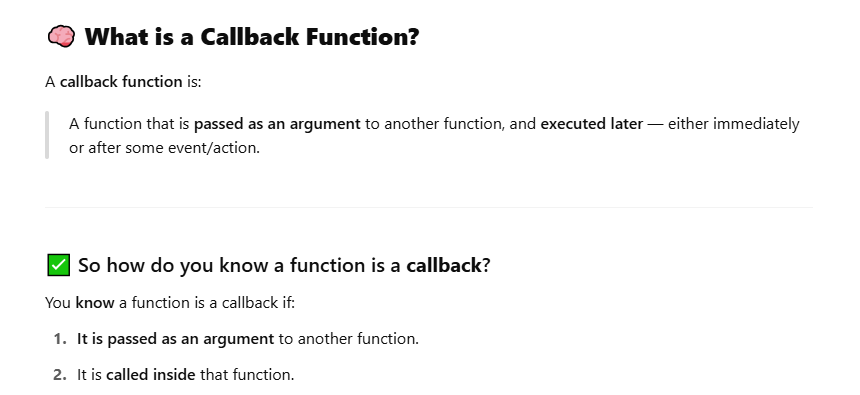 🧠 What is a Callback Function?
A callback function is:
A function that is passed as an argument to another function, and executed later — either immediately
or after some event/action.
✅ So how do you know a function is a callback?
You know a function is a callback if:
1. It is passed as an argument to another function.
2. It is called inside that function.